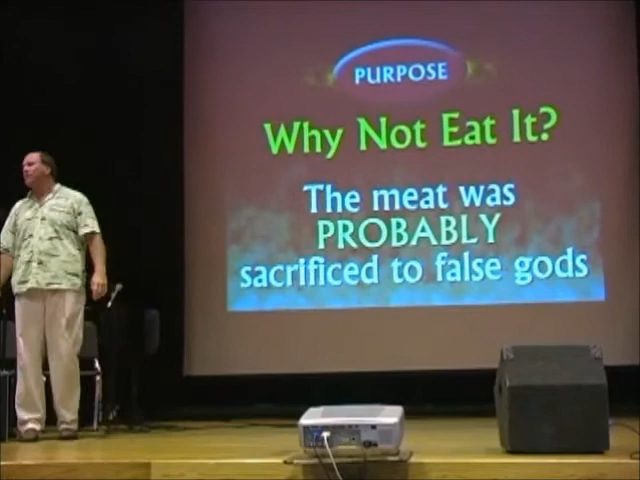 PURPOSE
Why Not Eat It?
The meat was
PROBABLY
sacrificed to false gods